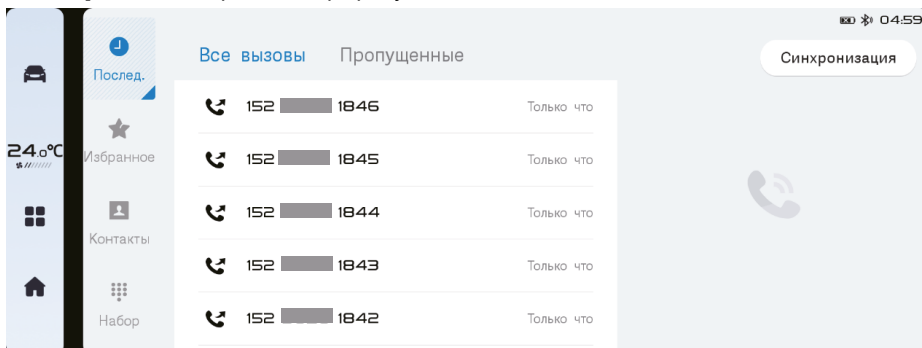 04:59
Синхронизация
Все вызовы Пропущенные
Послед.
152 1846 Только что
24.0°C
Избранное
152 1845 Только что
152 1844 Только что
Контакты
152 1843 Только что
Набор
152 1842 Только что